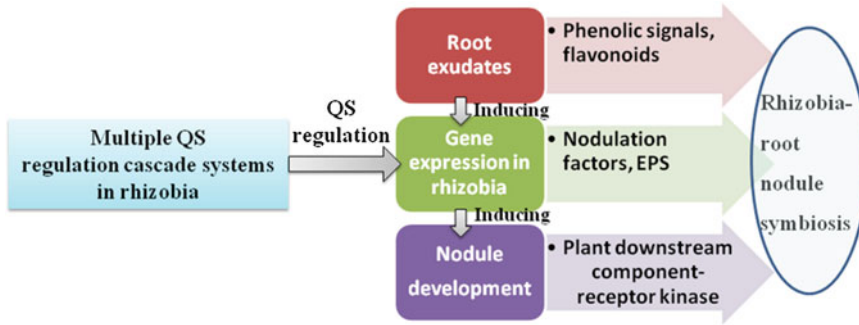 Multiple QS
regulation cascade systems
in rhizobia
QS
regulation
Root
exudates
Inducing
Gene
expression in
rhizobia
Inducing
Nodule
development
• Phenolic signals,
flavonoids
• Nodulation
factors, EPS
• Plant downstream
component-
receptor kinase
Rhizobia-
root
nodule
symbiosis